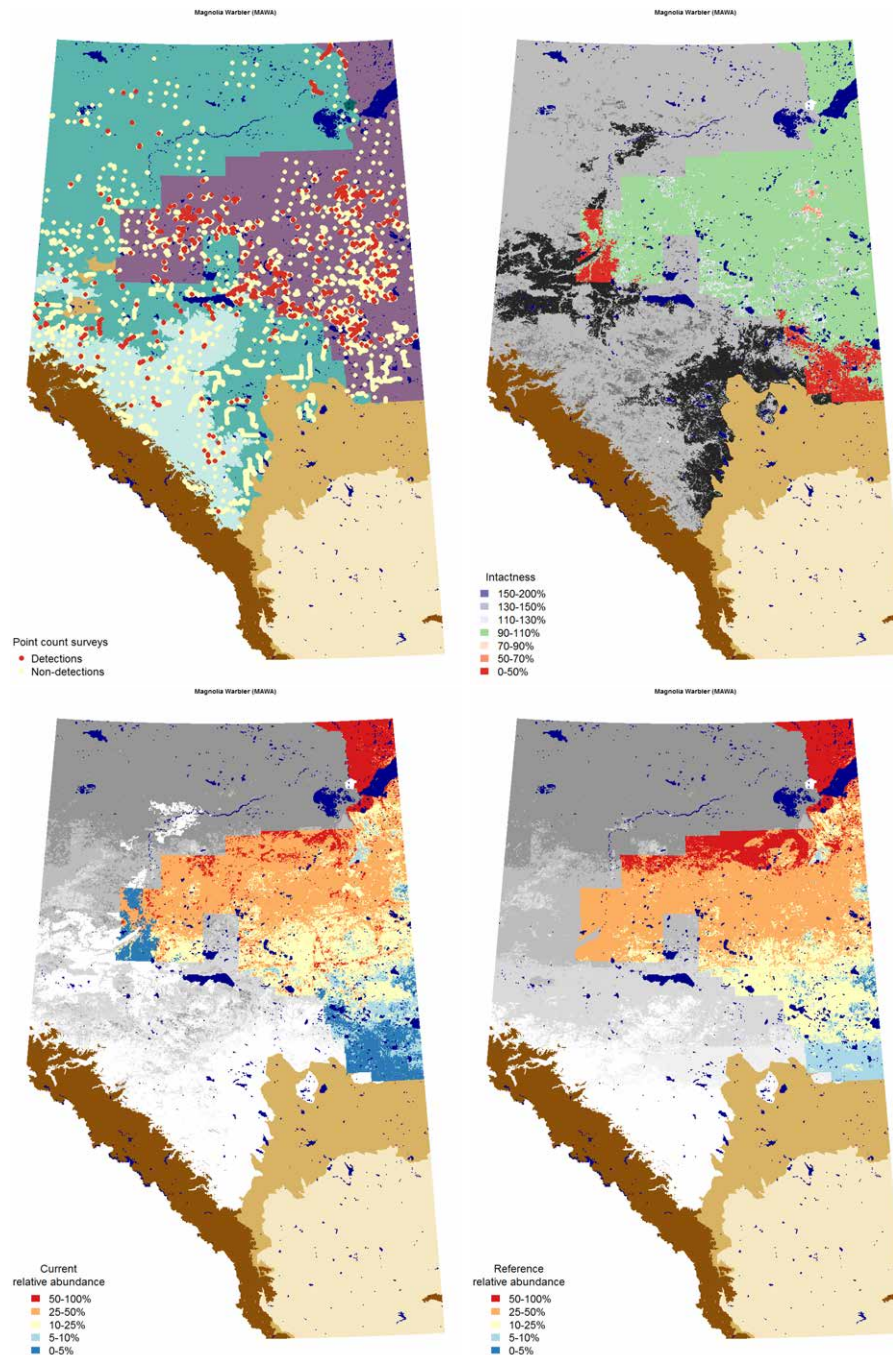 Magnolia Warbler (MAWA)
Point count surveys
Detections
Non-detections
Magnolia Warbler (MAWA)
Intactness
150-200%
130-150%
110-130%
90-110%
70-90%
50-70%
0-50%
Magnolia Warbler (MAWA)
Current
relative abundance
50-100%
25-50%
10-25%
5-10%
0-5%
Magnolia Warbler (MAWA)
Reference
relative abundance
50-100%
25-50%
10-25%
5-10%
0-5%